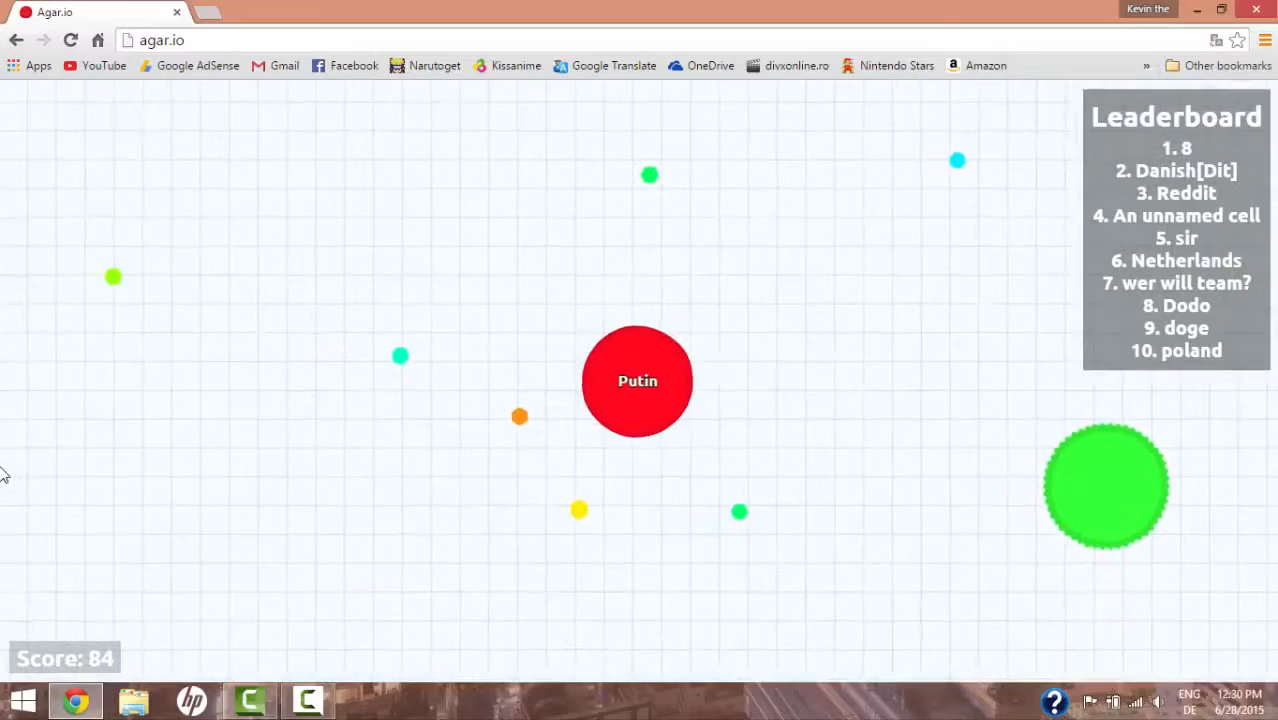 Agar.io
Kevin the
agar.io
Apps YouTube Google AdSense Gmail Facebook Narutoget Kissanime Google Translate OneDrive divxonline.ro Nintendo Stars Amazon » Other bookmarks
Leaderboard
1. 8
2. Danish[Dit]
3. Reddit
4. An unnamed cell
5. sir
6. Netherlands
7. wer will team?
8. Dodo
9. doge
10. poland
Putin
Score: 84
hp
ENG 12:30 PM
DE 6/28/2015